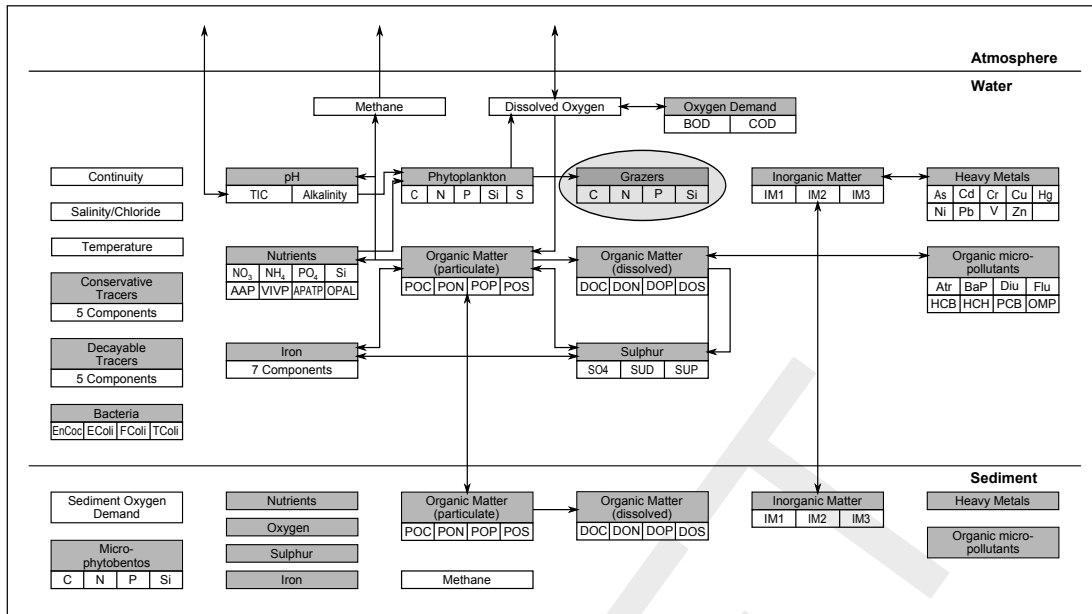 Atmosphere
Water
Methane
Dissolved Oxygen
Oxygen Demand
BOD COD
Continuity
pH
TIC Alkalinity
Phytoplankton
C N P Si S
Grazers
C N P Si
Inorganic Matter
IM1 IM2 IM3
Heavy Metals
As Cd Cr Cu Hg
Ni Pb V Zn
Salinity/Chloride
Temperature
Nutrients
NO3 NH4 PO4 Si
AAP VIVP APATP OPAL
Organic Matter
(particulate)
POC PON POP POS
Organic Matter
(dissolved)
DOC DON DOP DOS
Organic micro-
pollutants
Atr BaP Diu Flu
HCB HCH PCB OMP
Conservative
Tracers
5 Components
Decayable
Tracers
5 Components
Iron
7 Components
Sulphur
SO4 SUD SUP
Bacteria
EnCoc EColi FColi TColi
Sediment
Sediment Oxygen
Demand
Nutrients
Organic Matter
(particulate)
POC PON POP POS
Organic Matter
(dissolved)
DOC DON DOP DOS
Inorganic Matter
IM1 IM2 IM3
Heavy Metals
Oxygen
Micro-
phytobentos
C N P Si
Sulphur
Organic micro-
pollutants
Iron
Methane